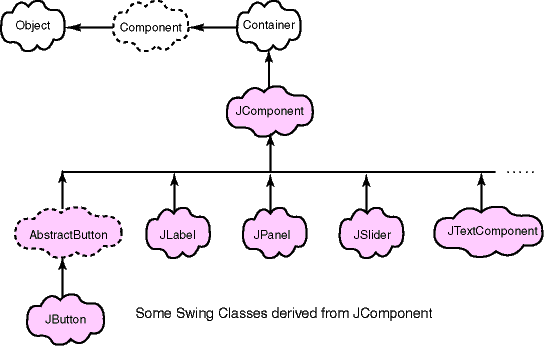 Object
Component
Container
JComponent
.....
AbstractButton
JLabel
JPanel
JSlider
JTextComponent
JButton
Some Swing Classes derived from JComponent